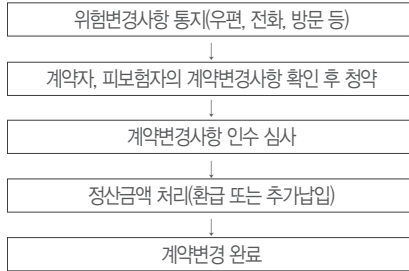 위험변경사항 통지(우편, 전화, 방문 등)
계약자, 피보험자의 계약변경사항 확인 후 청약
계약변경사항 인수 심사
정산금액 처리(환급 또는 추가납입)
계약변경 완료